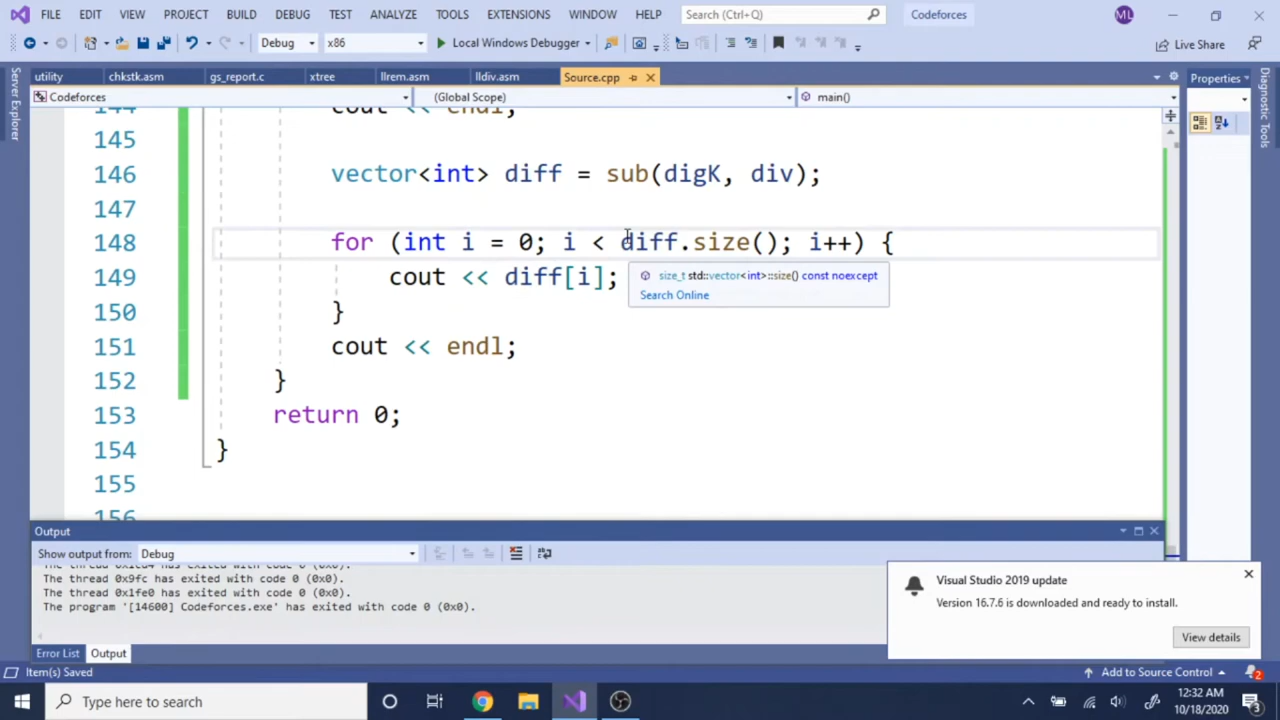 FILE EDIT VIEW PROJECT BUILD DEBUG TEST ANALYZE TOOLS EXTENSIONS WINDOW HELP Search (Ctrl+Q) Codeforces ML
Debug x86 Local Windows Debugger Live Share
utility chkstk.asm gs_report.c xtree llrem.asm lldiv.asm Source.cpp Properties
Codeforces (Global Scope) main()
Server Explorer
Diagnostic Tools
144 cout << endl;
145
146 vector<int> diff = sub(digK, div);
147
148 for (int i = 0; i < diff.size(); i++) {
149 cout << diff[i];
size_t std::vector<int>::size() const noexcept
Search Online
150 }
151 cout << endl;
152 }
153 return 0;
154 }
155
156
Output
Show output from: Debug
The thread 0x1cd4 has exited with code 0 (0x0).
The thread 0x9fc has exited with code 0 (0x0).
The thread 0x1fe0 has exited with code 0 (0x0).
The program '[14600] Codeforces.exe' has exited with code 0 (0x0).
Visual Studio 2019 update
Version 16.7.6 is downloaded and ready to install.
View details
Error List Output
Item(s) Saved Add to Source Control 2
Type here to search
12:32 AM
10/18/2020
3